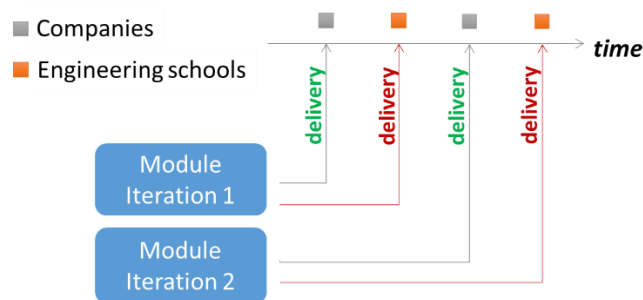 Companies
Engineering schools
time
delivery
delivery
delivery
delivery
Module
Iteration 1
Module
Iteration 2